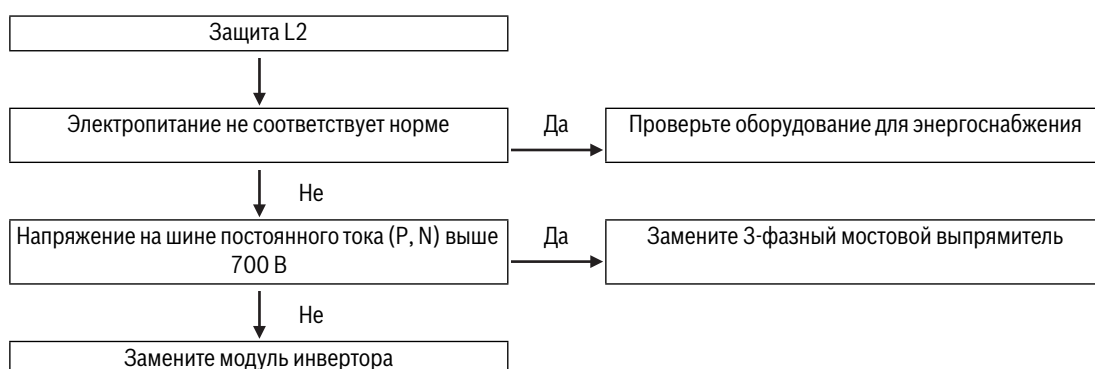 Защита L2
Электропитание не соответствует норме
Да
Проверьте оборудование для энергоснабжения
Не
Напряжение на шине постоянного тока (P, N) выше
700 В
Да
Замените 3-фазный мостовой выпрямитель
Не
Замените модуль инвертора